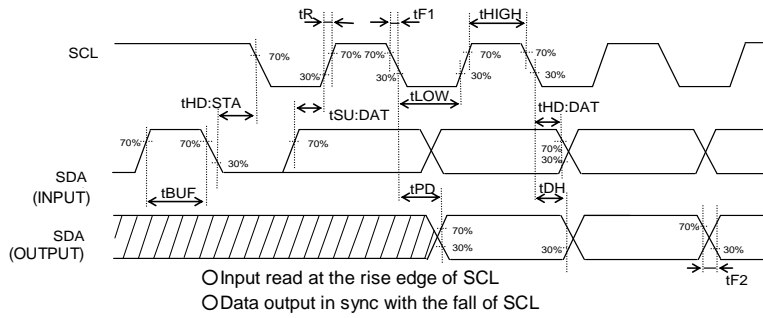 tR tF1 tHIGH
SCL
70% 70% 70% 70% 70%
30% 30% 30% 30%
tHD:STA tLOW tHD:DAT
tSU:DAT
70% 70% 70% 70%
30% 30%
SDA
(INPUT)
tBUF tPD tDH
SDA
(OUTPUT)
70% 70%
30% 30% 30%
tF2
○Input read at the rise edge of SCL
○Data output in sync with the fall of SCL